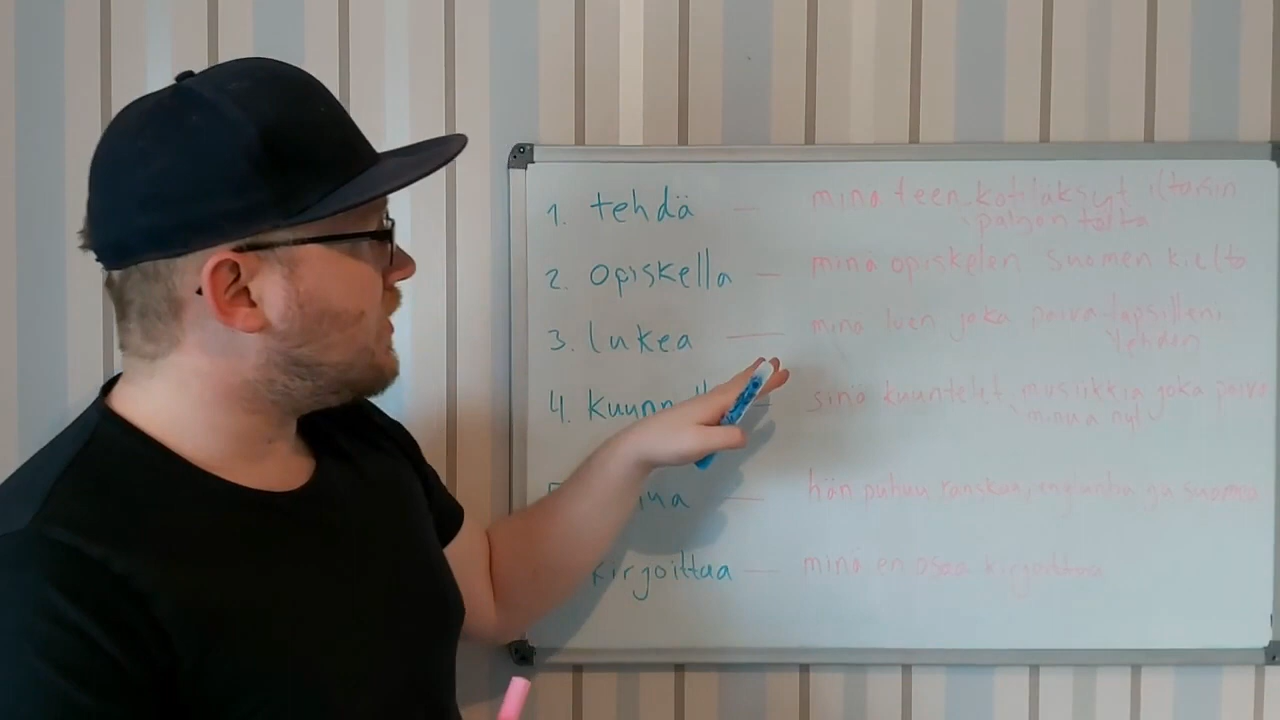 1. tehdä — minä teen kotiläksyt iltaisin
paljon töitä
2. opiskella — minä opiskelen suomen kieltä
3. lukea — minä luen joka päivä lapsilleni
lehden
4. — sinä kuuntelet musiikkia joka päivä
minua nyt
— hän puhuu ranskaa, englantia ja suomea
kirjoittaa — minä en osaa kirjoittaa